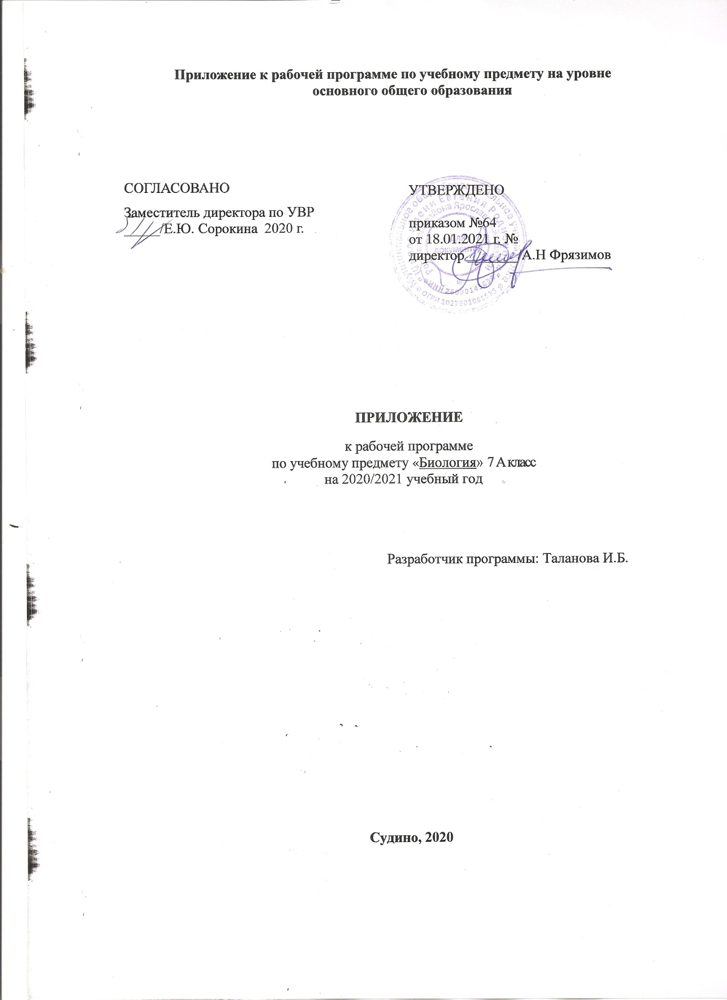 Приложение к рабочей программе по учебному предмету на уровне
основного общего образования
СОГЛАСОВАНО
Заместитель директора по УВР
_____/Е.Ю. Сорокина 2020 г.
УТВЕРЖДЕНО
приказом №64
от 18.01.2021 г. №
директор_______/А.Н Фрязимов
ПРИЛОЖЕНИЕ
к рабочей программе
по учебному предмету «Биология» 7 А класс
на 2020/2021 учебный год
Разработчик программы: Таланова И.Б.
Судино, 2020